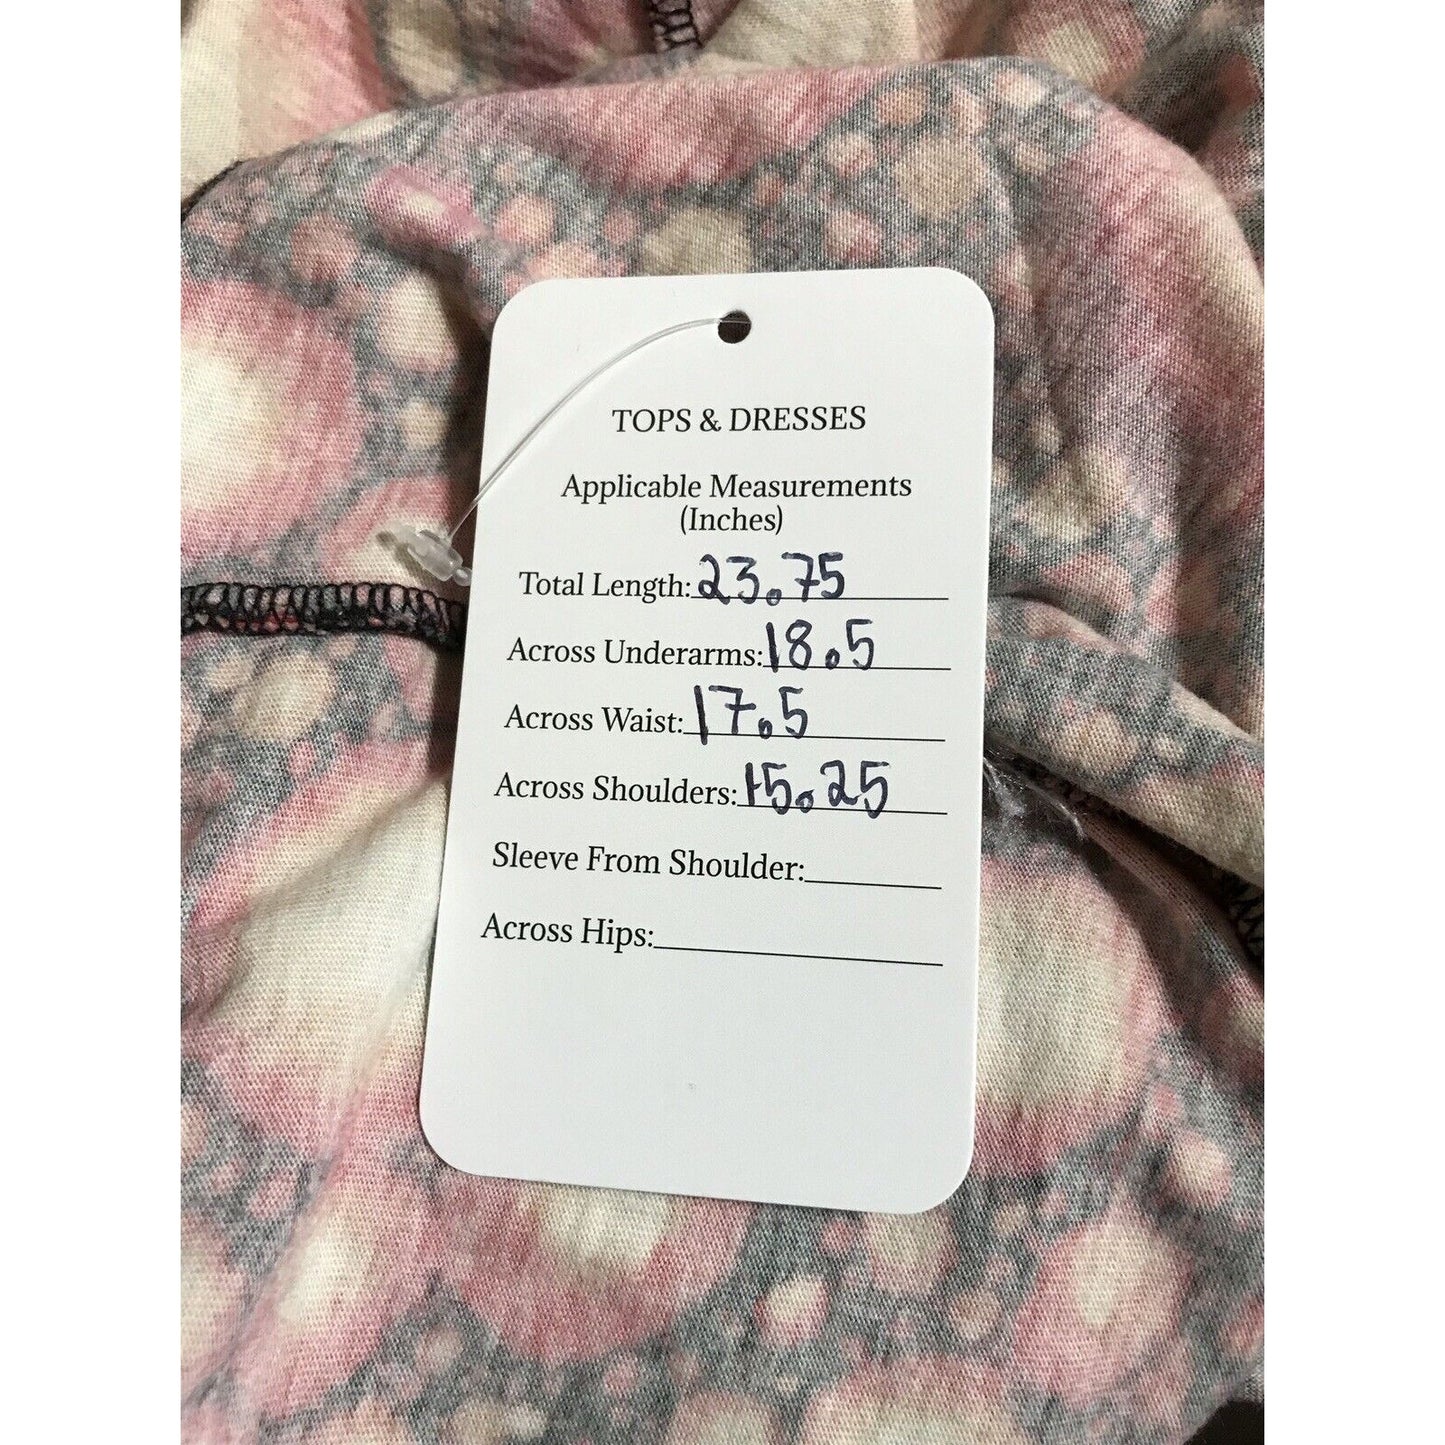 TOPS & DRESSES
Applicable Measurements
(Inches)
Total Length: 23.75
Across Underarms: 18.5
Across Waist: 17.5
Across Shoulders: 15.25
Sleeve From Shoulder:
Across Hips: